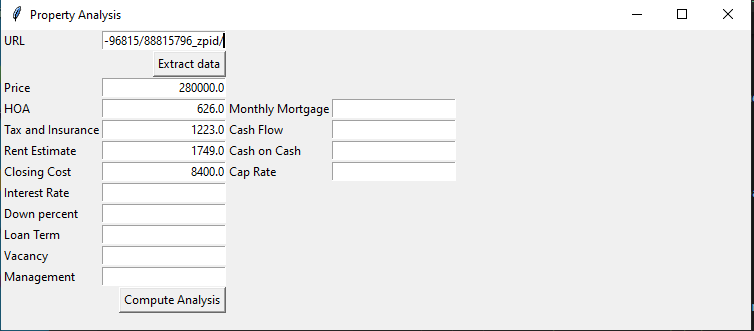 Property Analysis
URL -96815/88815796_zpid/
Extract data
Price 280000.0
HOA 626.0 Monthly Mortgage
Tax and Insurance 1223.0 Cash Flow
Rent Estimate 1749.0 Cash on Cash
Closing Cost 8400.0 Cap Rate
Interest Rate
Down percent
Loan Term
Vacancy
Management
Compute Analysis